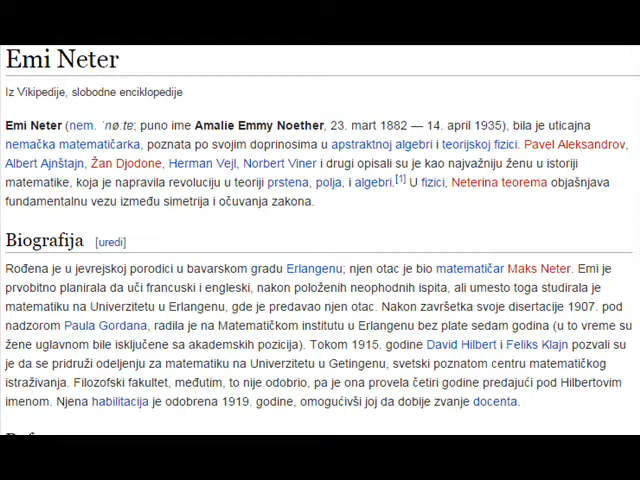 Emi Neter
Iz Vikipedije, slobodne enciklopedije
Emi Neter (nem. ˈnøːtɐ; puno ime Amalie Emmy Noether, 23. mart 1882 — 14. april 1935), bila je uticajna
nemačka matematičarka, poznata po svojim doprinosima u apstraktnoj algebri i teorijskoj fizici. Pavel Aleksandrov,
Albert Ajnštajn, Žan Djodone, Herman Vejl, Norbert Viner i drugi opisali su je kao najvažniju ženu u istoriji
matematike, koja je napravila revoluciju u teoriji prstena, polja, i algebri.[1] U fizici, Neterina teorema objašnjava
fundamentalnu vezu između simetrija i očuvanja zakona.
Biografija [uredi]
Rođena je u jevrejskoj porodici u bavarskom gradu Erlangenu; njen otac je bio matematičar Maks Neter. Emi je
prvobitno planirala da uči francuski i engleski, nakon položenih neophodnih ispita, ali umesto toga studirala je
matematiku na Univerzitetu u Erlangenu, gde je predavao njen otac. Nakon završetka svoje disertacije 1907. pod
nadzorom Paula Gordana, radila je na Matematičkom institutu u Erlangenu bez plate sedam godina (u to vreme su
žene uglavnom bile isključene sa akademskih pozicija). Tokom 1915. godine David Hilbert i Feliks Klajn pozvali su
je da se pridruži odeljenju za matematiku na Univerzitetu u Getingenu, svetski poznatom centru matematičkog
istraživanja. Filozofski fakultet, međutim, to nije odobrio, pa je ona provela četiri godine predajući pod Hilbertovim
imenom. Njena habilitacija je odobrena 1919. godine, omogućivši joj da dobije zvanje docenta.